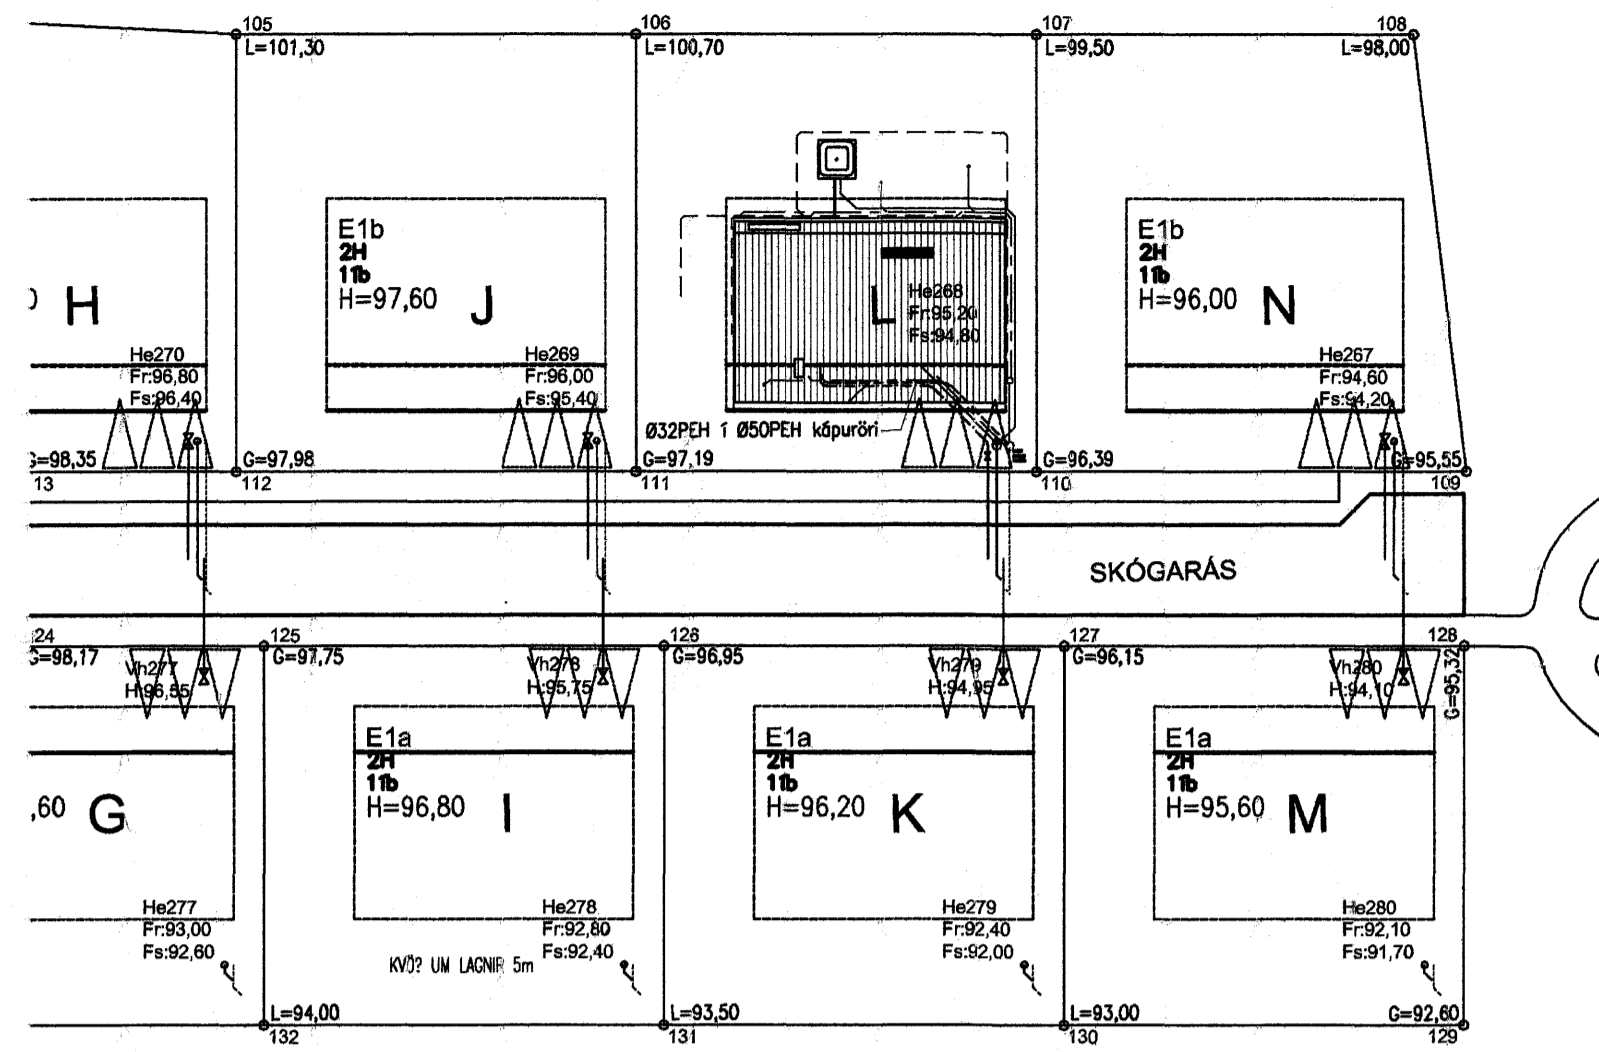 105
L=101,30
106
L=100,70
107
L=99,50
108
L=98,00
H
He270
Fr:96,80
Fs:96,40
E1b
2H
11b
H=97,60
J
He269
Fr:96,00
Fs:95,40
L
He268
Fr:95,20
Fs:94,80
E1b
2H
11b
H=96,00
N
He267
Fr:94,60
Fs:94,20
Ø32PEH í Ø50PEH kápuröri
G=98,35
13
G=97,98
112
G=97,19
111
G=96,39
110
G=95,55
109
SKÓGARÁS
24
G=98,17
Vh277
H:96,55
125
G=97,75
Vh278
H:95,75
126
G=96,95
Vh279
H:94,95
127
G=96,15
Vh280
H:94,10
128
G=95,32
,60
G
He277
Fr:93,00
Fs:92,60
E1a
2H
11b
H=96,80
I
He278
Fr:92,80
Fs:92,40
KVÖ? UM LAGNIR 5m
E1a
2H
11b
H=96,20
K
He279
Fr:92,40
Fs:92,00
E1a
2H
11b
H=95,60
M
He280
Fr:92,10
Fs:91,70
L=94,00
132
L=93,50
131
L=93,00
130
G=92,60
129